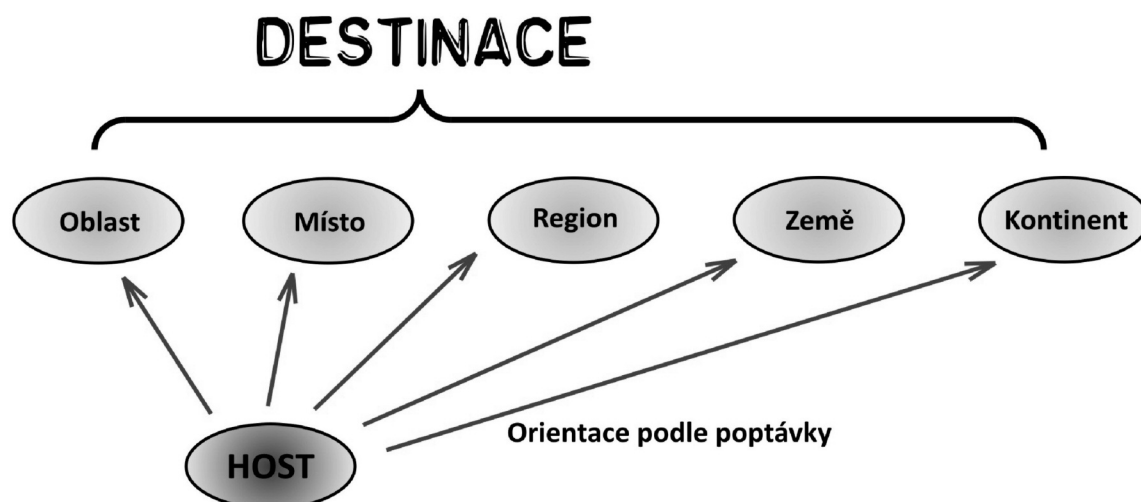 DESTINACE
Oblast
Místo
Region
Země
Kontinent
Orientace podle poptávky
HOST